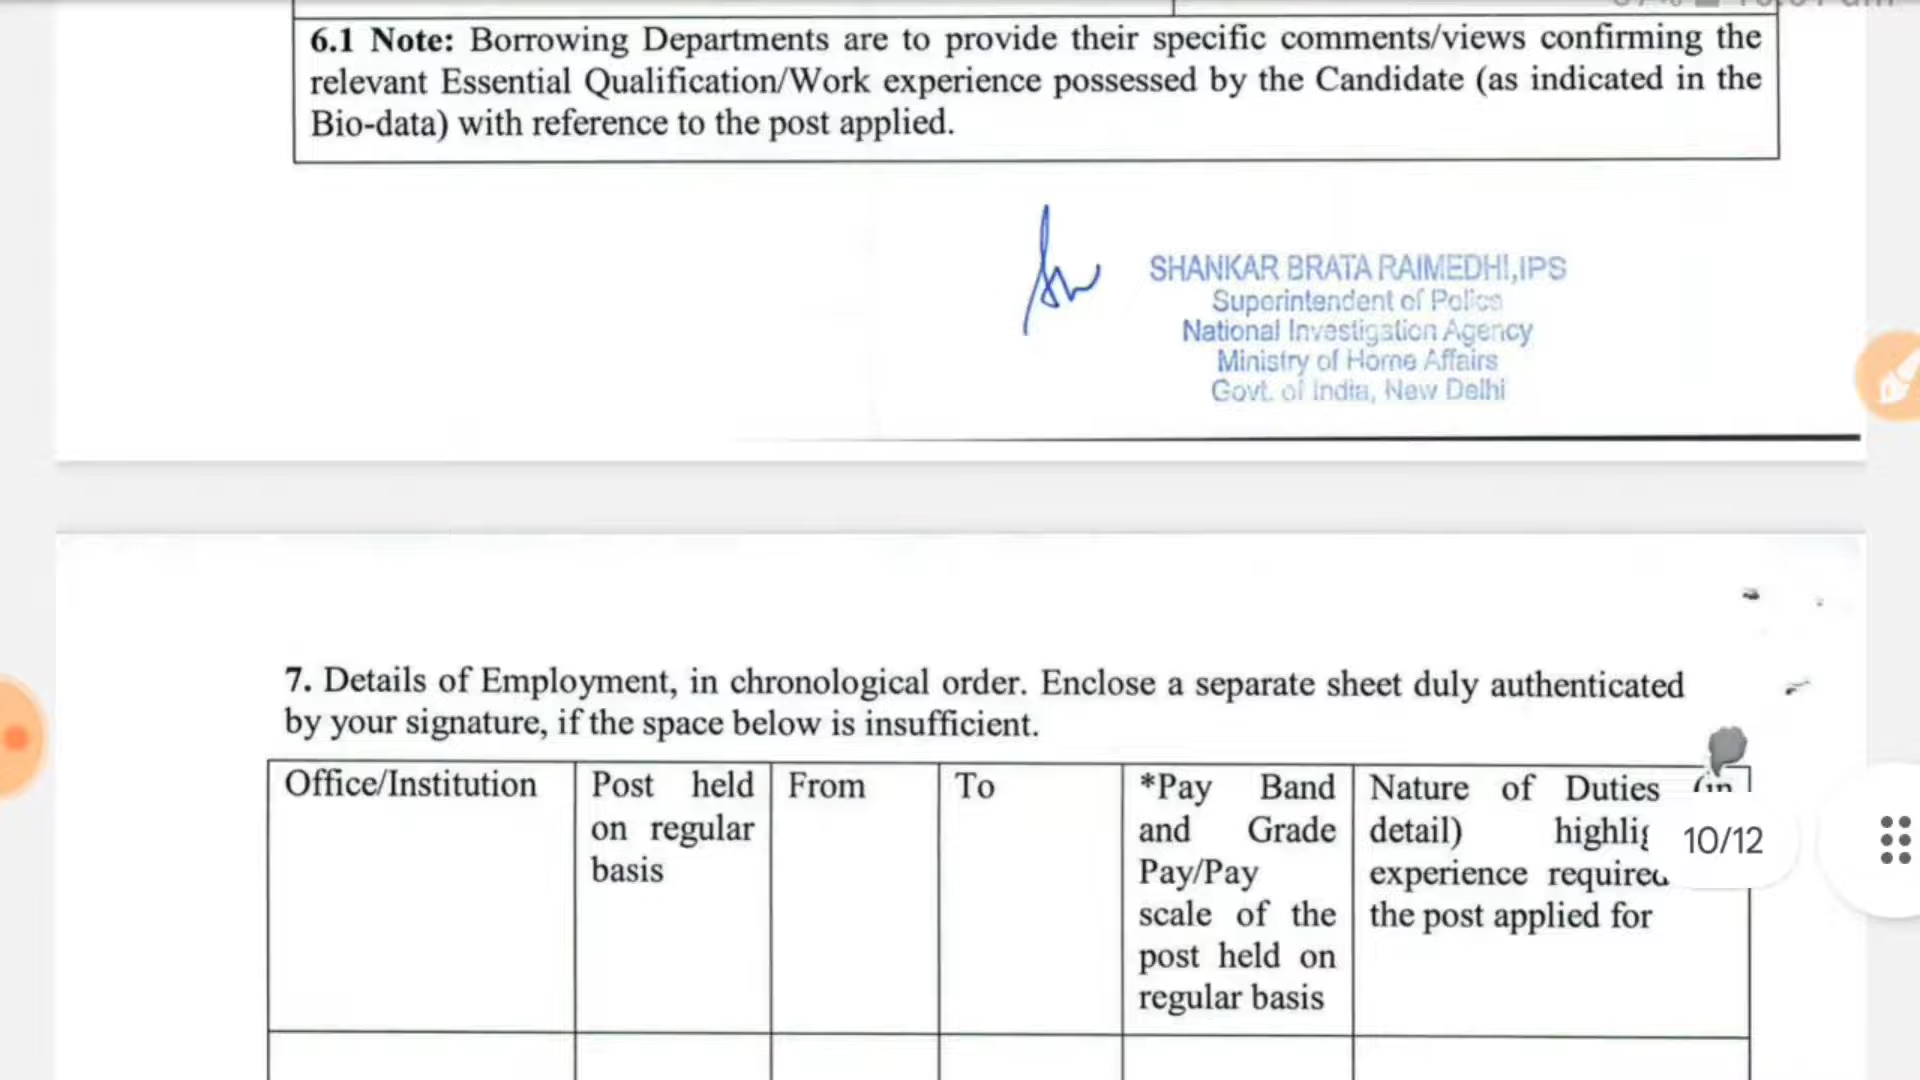 6.1 Note: Borrowing Departments are to provide their specific comments/views confirming the
relevant Essential Qualification/Work experience possessed by the Candidate (as indicated in the
Bio-data) with reference to the post applied.
SHANKAR BRATA RAIMEDHI,IPS
Superintendent of Police
National Investigation Agency
Ministry of Home Affairs
Govt. of India, New Delhi
7. Details of Employment, in chronological order. Enclose a separate sheet duly authenticated
by your signature, if the space below is insufficient.
Office/Institution
Post held
on regular
basis
From
To
*Pay Band
and Grade
Pay/Pay
scale of the
post held on
regular basis
Nature of Duties (in
detail)
experience
the post applied for
10/12